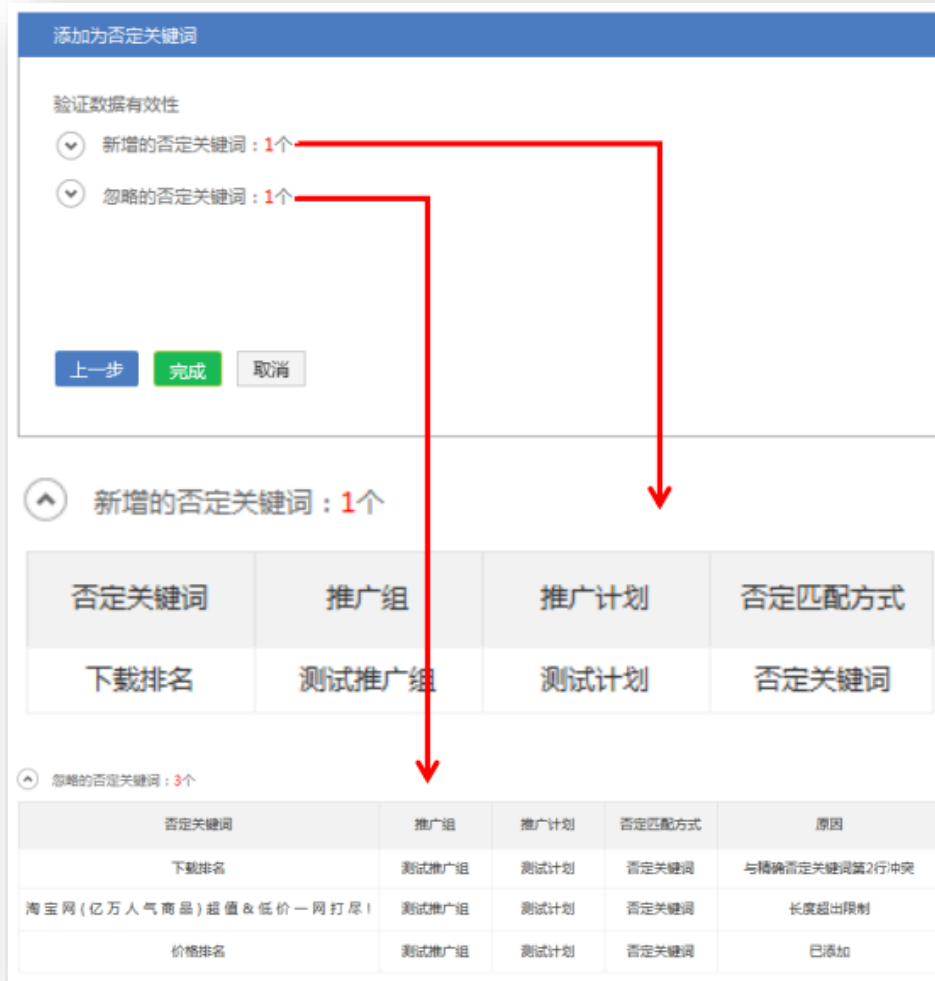 添加为否定关键词
验证数据有效性
新增的否定关键词：1个
忽略的否定关键词：1个
上一步 完成 取消
新增的否定关键词：1个
否定关键词 推广组 推广计划 否定匹配方式
下载排名 测试推广组 测试计划 否定关键词
忽略的否定关键词：3个
否定关键词 推广组 推广计划 否定匹配方式 原因
下载排名 测试推广组 测试计划 否定关键词 与精确否定关键词第2行冲突
淘宝网(亿万人气商品)超值&低价一网打尽! 测试推广组 测试计划 否定关键词 长度超出限制
价格排名 测试推广组 测试计划 否定关键词 已添加